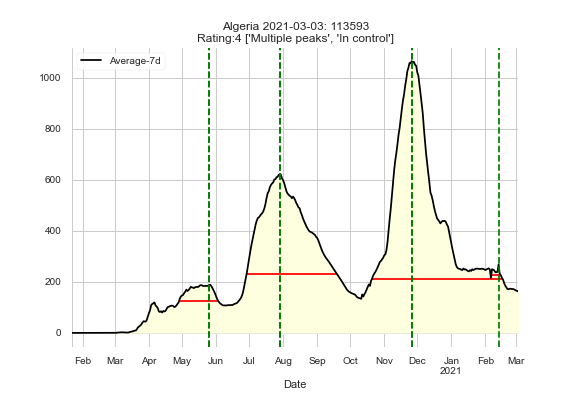 Algeria 2021-03-03: 113593
Rating:4 ['Multiple peaks', 'In control']
Average-7d
1000
800
600
400
200
0
Feb Mar Apr May Jun Jul Aug Sep Oct Nov Dec Jan Feb Mar
2021
Date